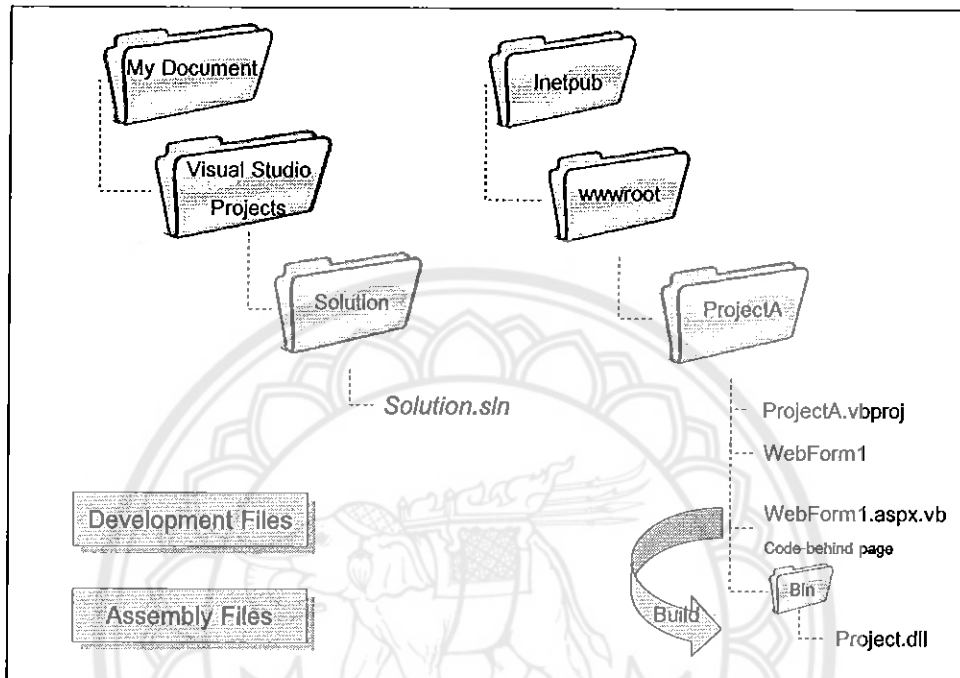 My Document
Visual Studio
Projects
Solution
Solution.sln
Inetpub
wwwroot
ProjectA
ProjectA.vbproj
WebForm1
WebForm1.aspx.vb
Code-behind page
Bin
Project.dll
Build
Development Files
Assembly Files